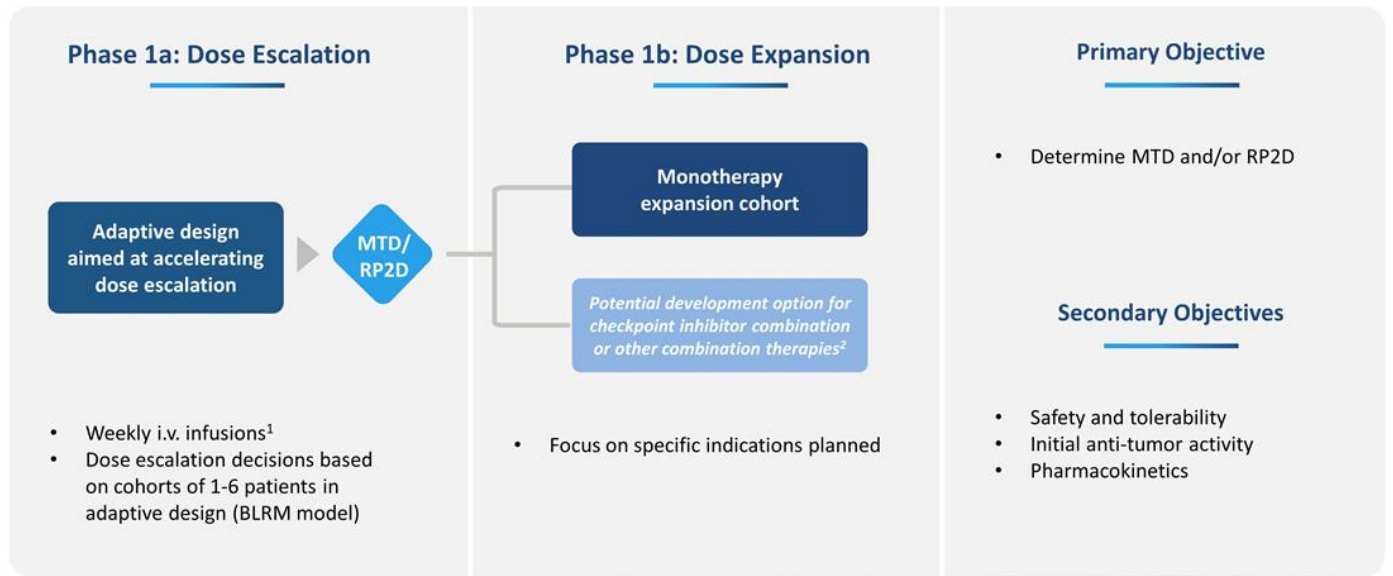 Phase 1a: Dose Escalation
Adaptive design
aimed at accelerating
dose escalation
MTD/
RP2D
• Weekly i.v. infusions¹
• Dose escalation decisions based
on cohorts of 1-6 patients in
adaptive design (BLRM model)
Phase 1b: Dose Expansion
Monotherapy
expansion cohort
Potential development option for
checkpoint inhibitor combination
or other combination therapies²
• Focus on specific indications planned
Primary Objective
• Determine MTD and/or RP2D
Secondary Objectives
• Safety and tolerability
• Initial anti-tumor activity
• Pharmacokinetics